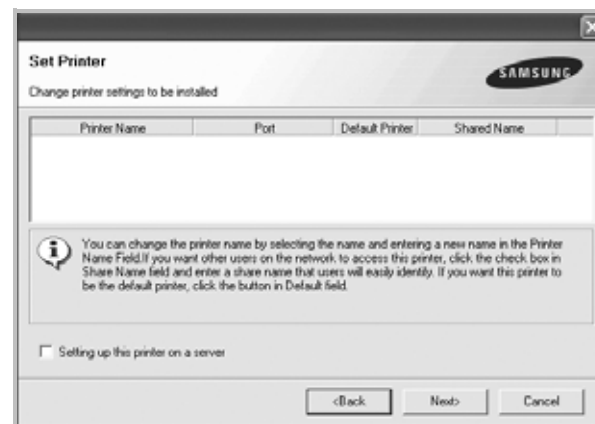 Set Printer
SAMSUNG
Change printer settings to be installed
Printer Name Port Default Printer Shared Name
You can change the printer name by selecting the name and entering a new name in the Printer
Name Field.If you want other users on the network to access this printer, click the check box in
Share Name field and enter a share name that users will easily identify. If you want this printer to
be the default printer, click the button in Default field.
Setting up this printer on a server
<Back Next> Cancel